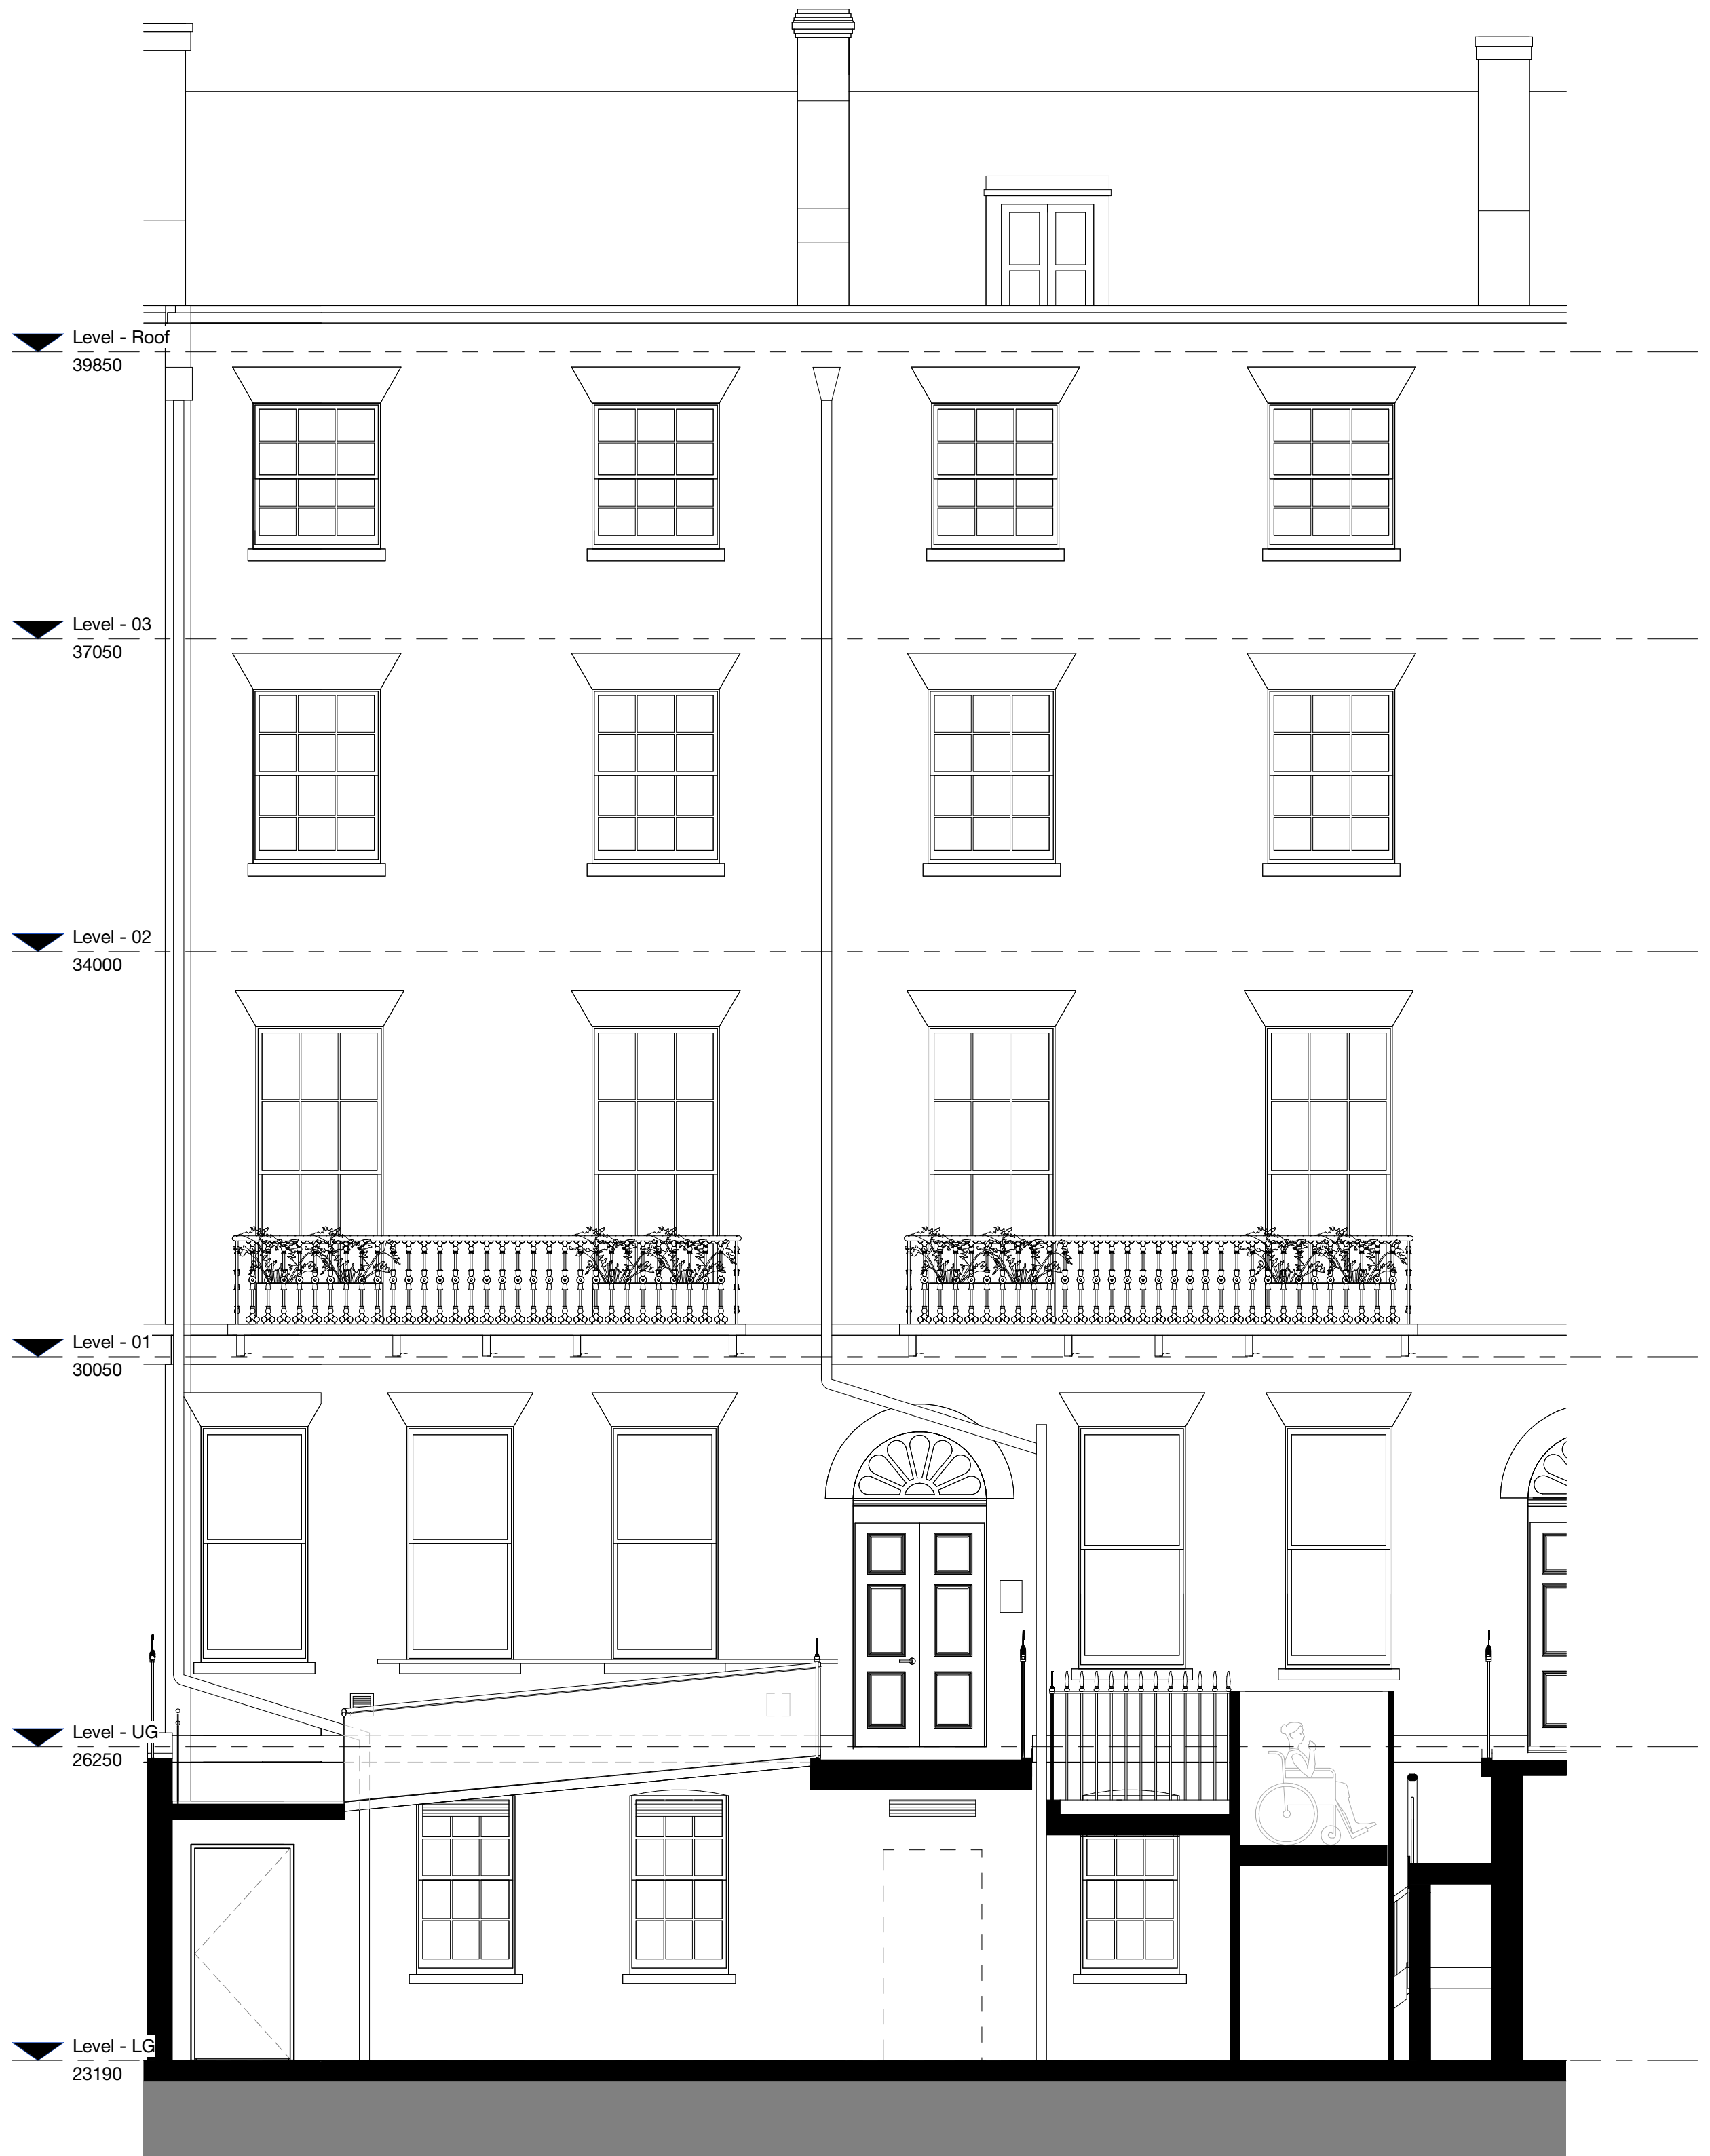 Level - Roof
39850
Level - 03
37050
Level - 02
34000
Level - 01
30050
Level - UG
26250
Level - LG
23190